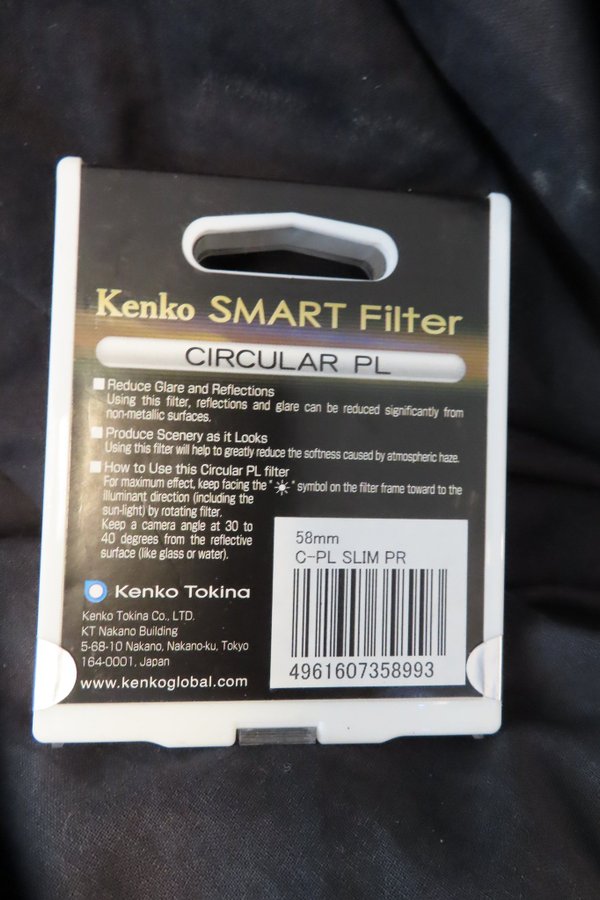 Kenko SMART Filter
CIRCULAR PL
Reduce Glare and Reflections
Using this filter, reflections and glare can be reduced significantly from
non-metallic surfaces.
Produce Scenery as it Looks
Using this filter will help to greatly reduce the softness caused by atmospheric haze.
How to Use this Circular PL filter
For maximum effect, keep facing the "☀" symbol on the filter frame toward to the
illuminant direction (including the
sun-light) by rotating filter.
Keep a camera angle at 30 to
40 degrees from the reflective
surface (like glass or water).
58mm
C-PL SLIM PR
4961607358993
Kenko Tokina
Kenko Tokina Co., LTD.
KT Nakano Building
5-68-10 Nakano, Nakano-ku, Tokyo
164-0001, Japan
www.kenkoglobal.com